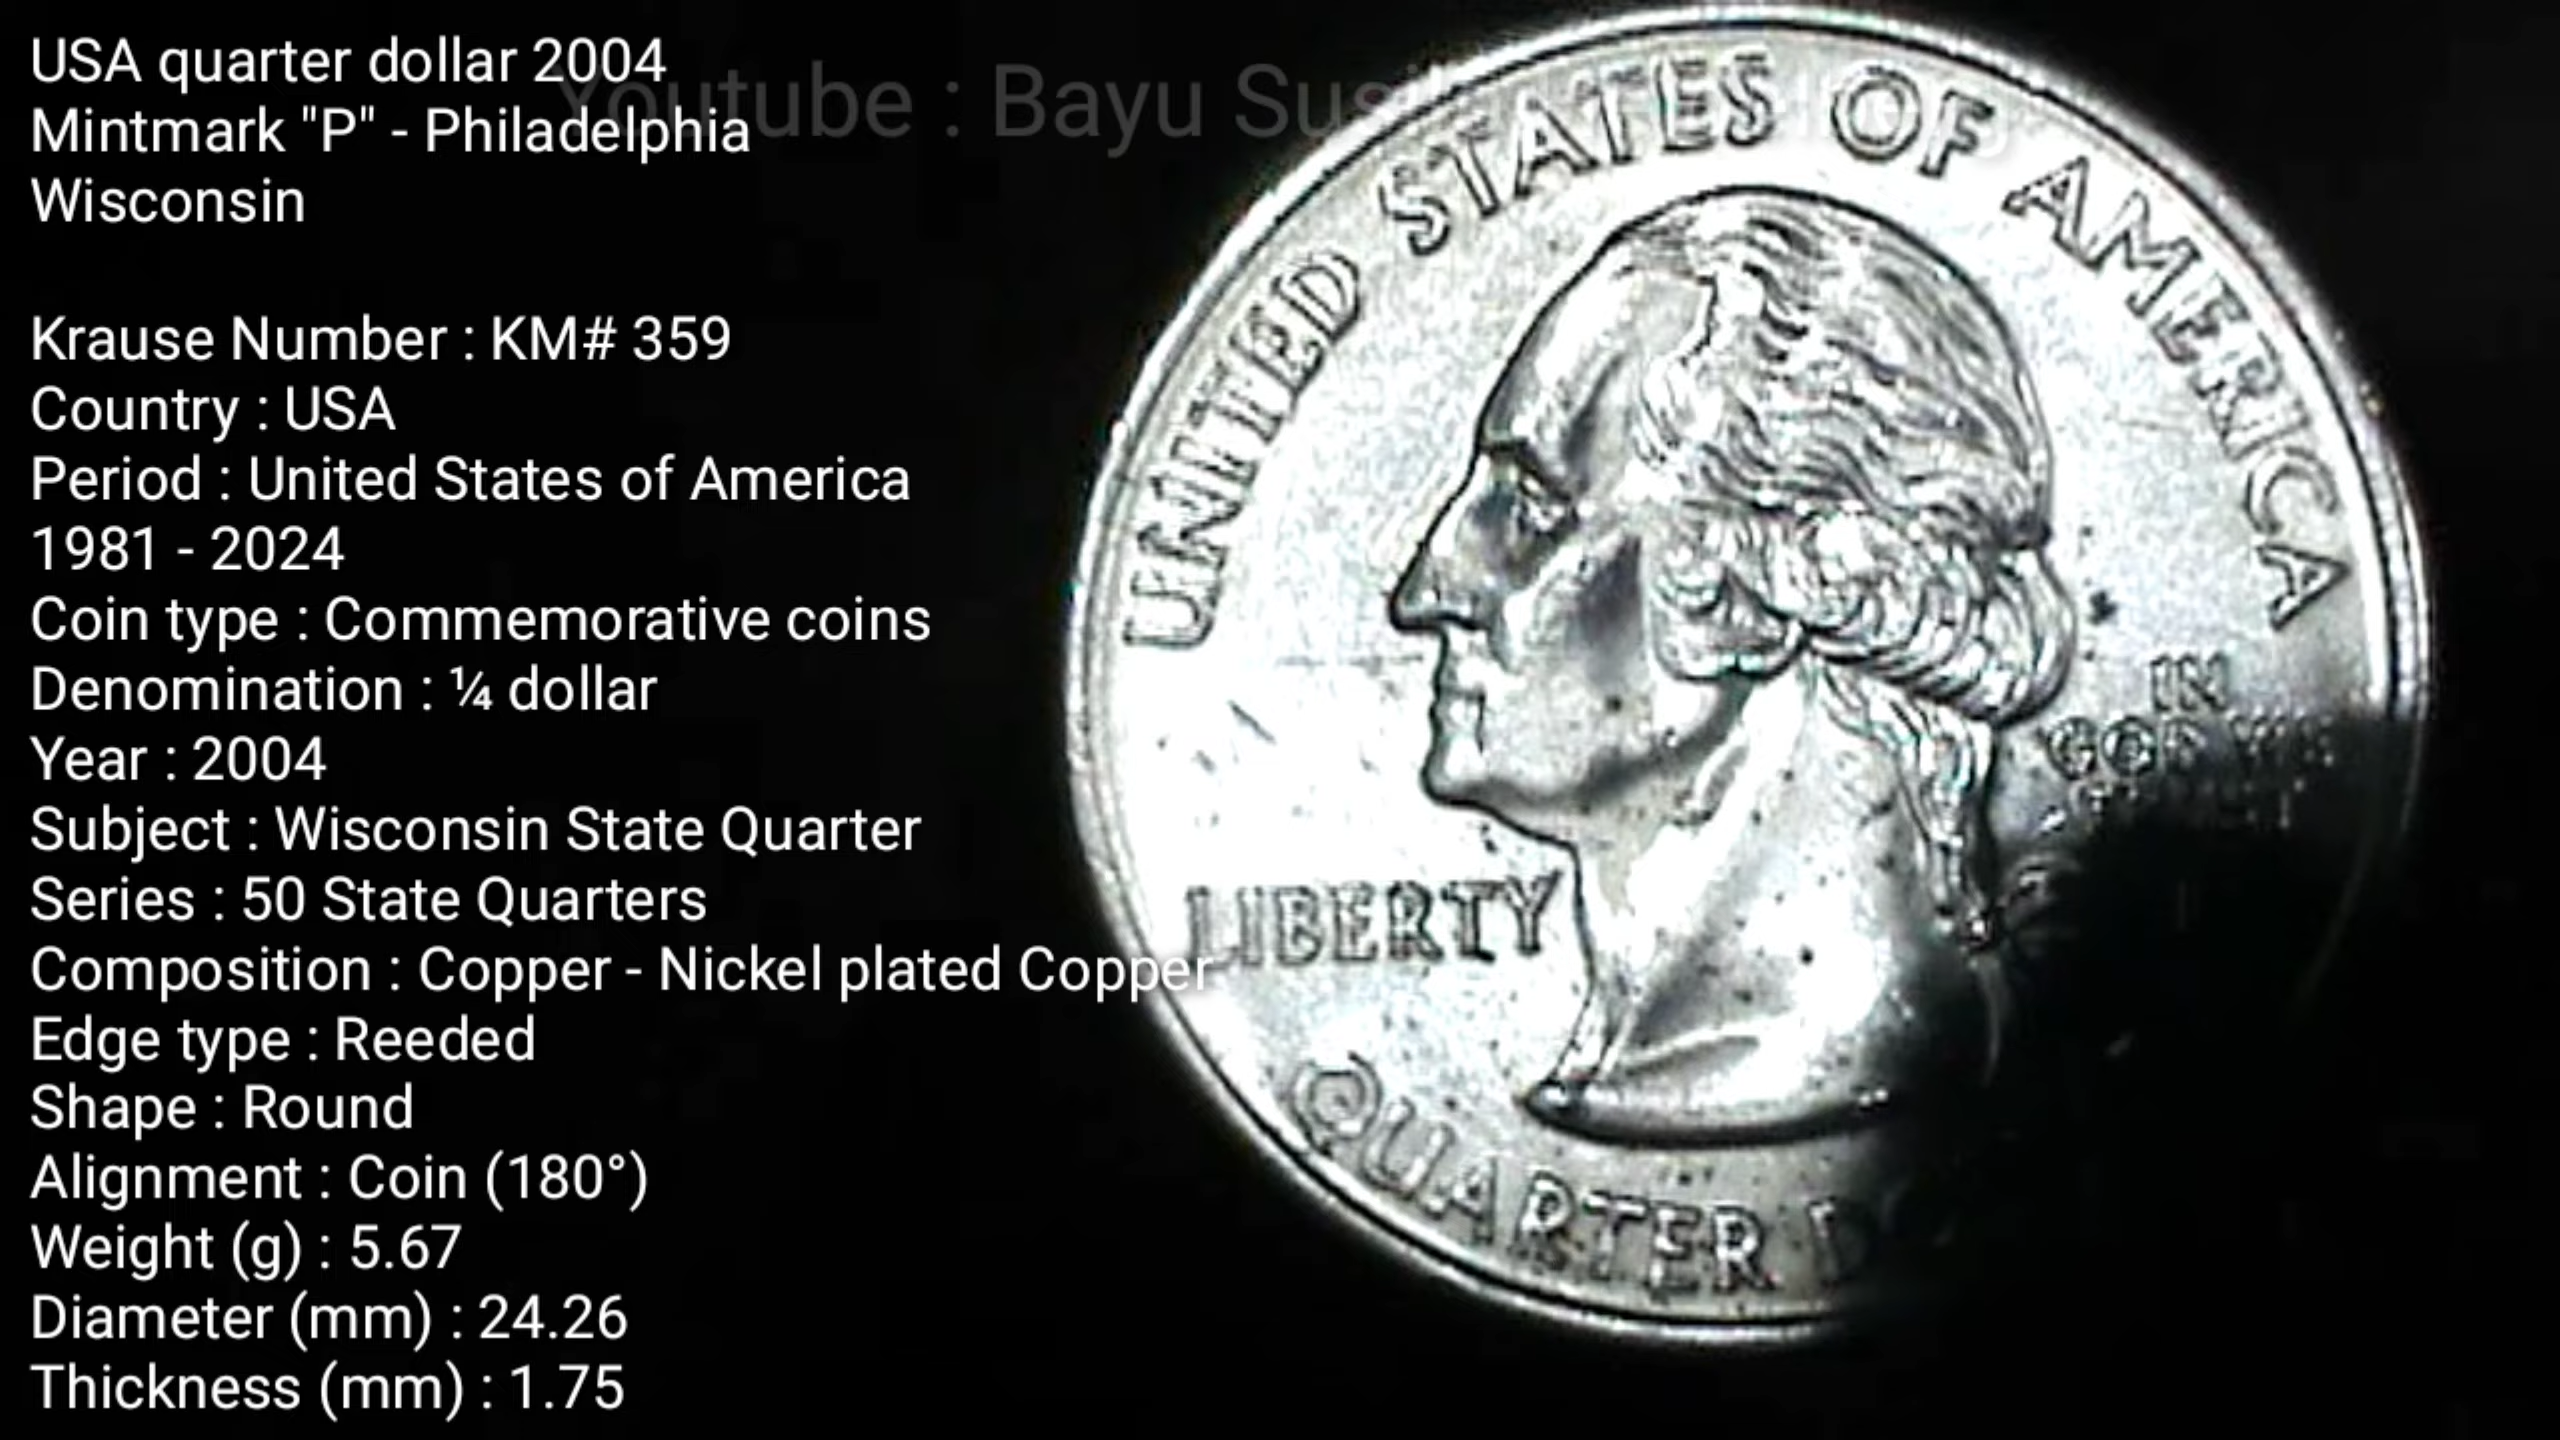 USA quarter dollar 2004
Mintmark "P" - Philadelphia
Wisconsin
Krause Number : KM# 359
Country : USA
Period : United States of America
1981 - 2024
Coin type : Commemorative coins
Denomination : ¼ dollar
Year : 2004
Subject : Wisconsin State Quarter
Series : 50 State Quarters
Composition : Copper - Nickel plated Copper
Edge type : Reeded
Shape : Round
Alignment : Coin (180°)
Weight (g) : 5.67
Diameter (mm) : 24.26
Thickness (mm) : 1.75
Youtube : Bayu
UNITED STATES OF AMERICA
IN
GOD WE
LIBERTY
QUARTER